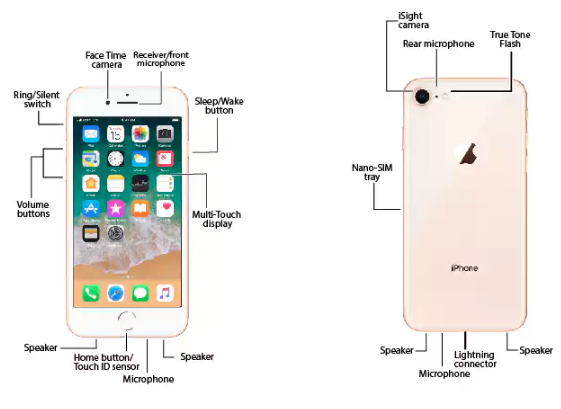 iSight
camera
Rear microphone
True Tone
Flash
Face Time
camera
Receiver/front
microphone
Ring/Silent
switch
Sleep/Wake
button
Volume
buttons
Multi-Touch
display
Nano-SIM
tray
15
iPhone
Speaker
Home button/
Touch ID sensor
Microphone
Speaker
Speaker
Microphone
Lightning
connector
Speaker